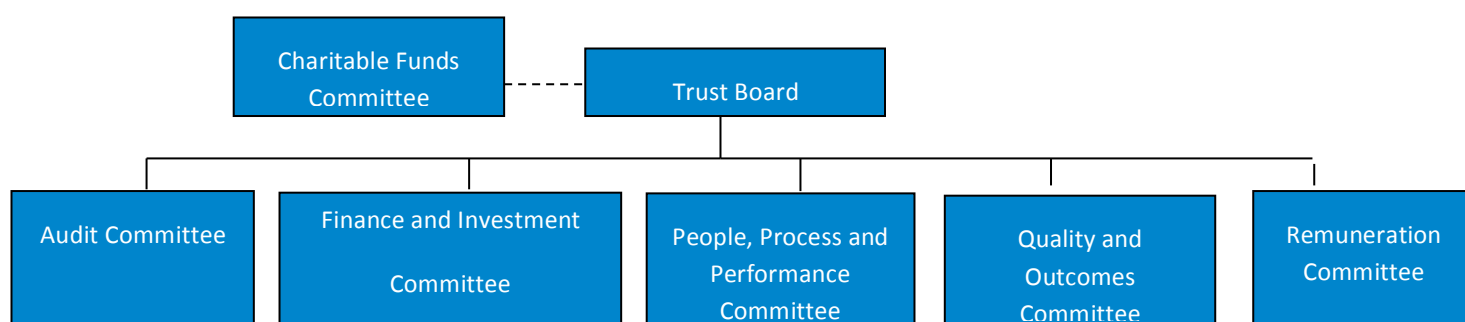 Charitable Funds
Committee
Trust Board
Audit Committee
Finance and Investment
Committee
People, Process and
Performance
Committee
Quality and
Outcomes
Committee
Remuneration
Committee